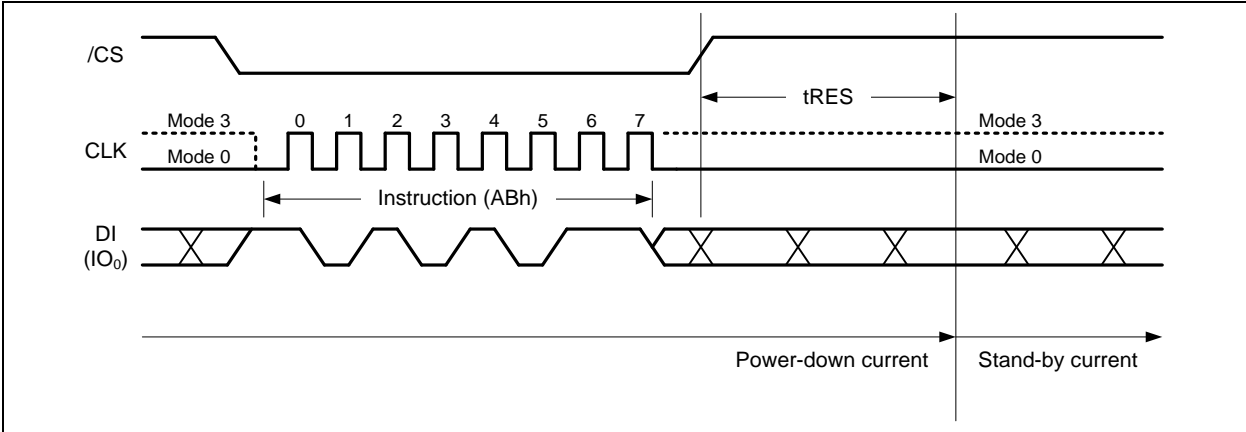 /CS
tRES
Mode 3 0 1 2 3 4 5 6 7 Mode 3
CLK
Mode 0 Mode 0
Instruction (ABh)
DI
(IO₀)
Power-down current Stand-by current